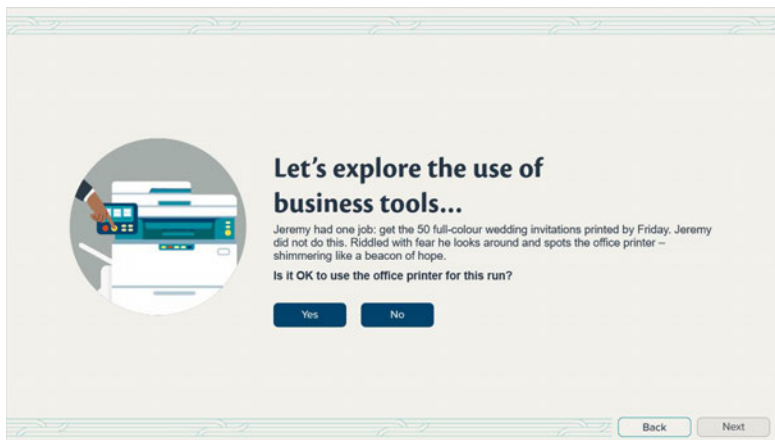 Let's explore the use of
business tools...
Jeremy had one job: get the 50 full-colour wedding invitations printed by Friday. Jeremy
did not do this. Riddled with fear he looks around and spots the office printer –
shimmering like a beacon of hope.
Is it OK to use the office printer for this run?
Yes No
Back Next